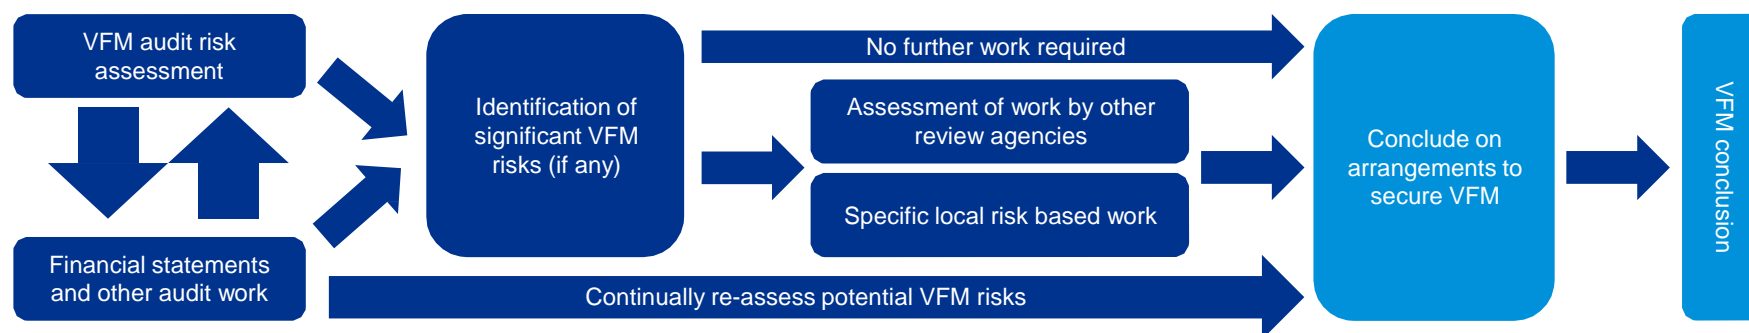 VFM audit risk
assessment
Financial statements
and other audit work
Identification of
significant VFM
risks (if any)
No further work required
Assessment of work by other
review agencies
Specific local risk based work
Continually re-assess potential VFM risks
Conclude on
arrangements to
secure VFM
VFM conclusion